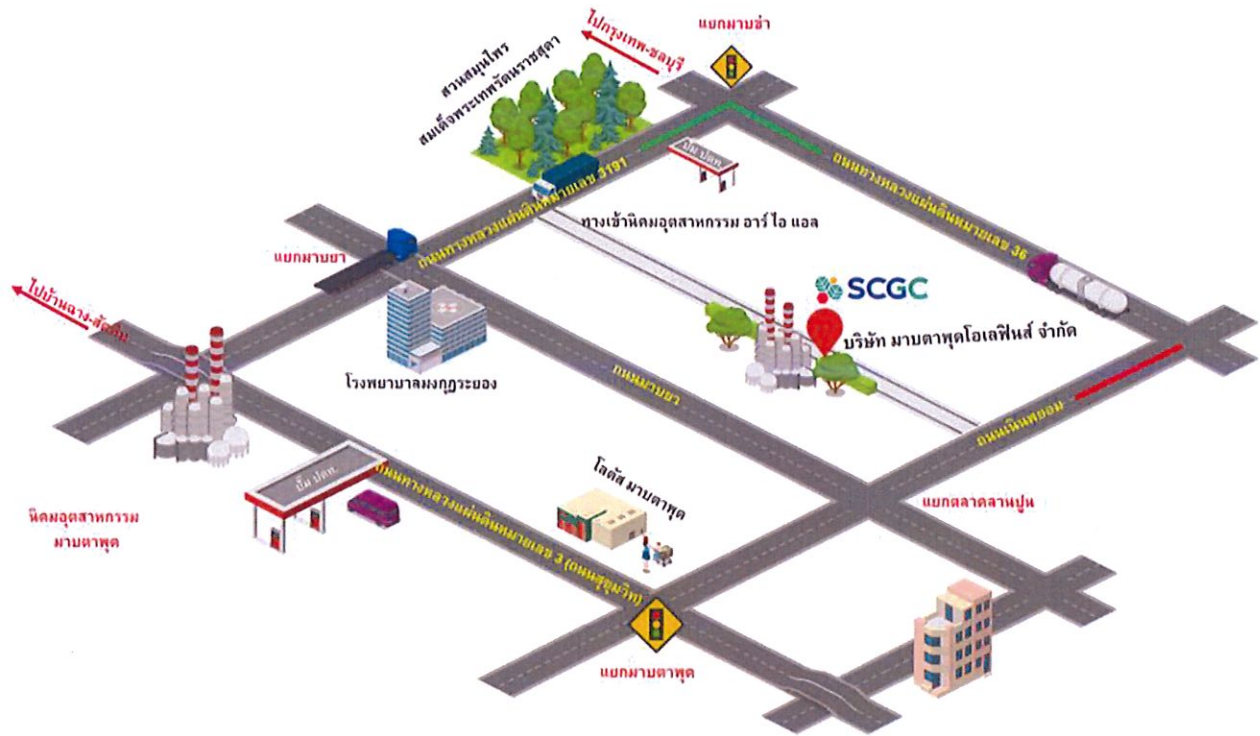 แยกมาบข่า
ไปกรุงเทพ-ชลบุรี
สวนสมุนไพร
สมเด็จพระเทพรัตนราชสุดา
ปั๊ม ปตท.
ถนนทางหลวงแผ่นดินหมายเลข 3191
ถนนทางหลวงแผ่นดินหมายเลข 36
ทางเข้านิคมอุตสาหกรรม อาร์ ไอ แอล
แยกมาบยา
ไปบ้านฉาง-สัตหีบ
SCGC
บริษัท มาบตาพุดโอเลฟินส์ จำกัด
โรงพยาบาลมงกุฎระยอง
ถนนมาบยา
ถนนเนินพยอม
ปั๊ม ปตท.
ถนนทางหลวงแผ่นดินหมายเลข 3 (ถนนสุขุมวิท)
โลตัส มาบตาพุด
แยกตลาดลานปูน
นิคมอุตสาหกรรม
มาบตาพุด
แยกมาบตาพุด